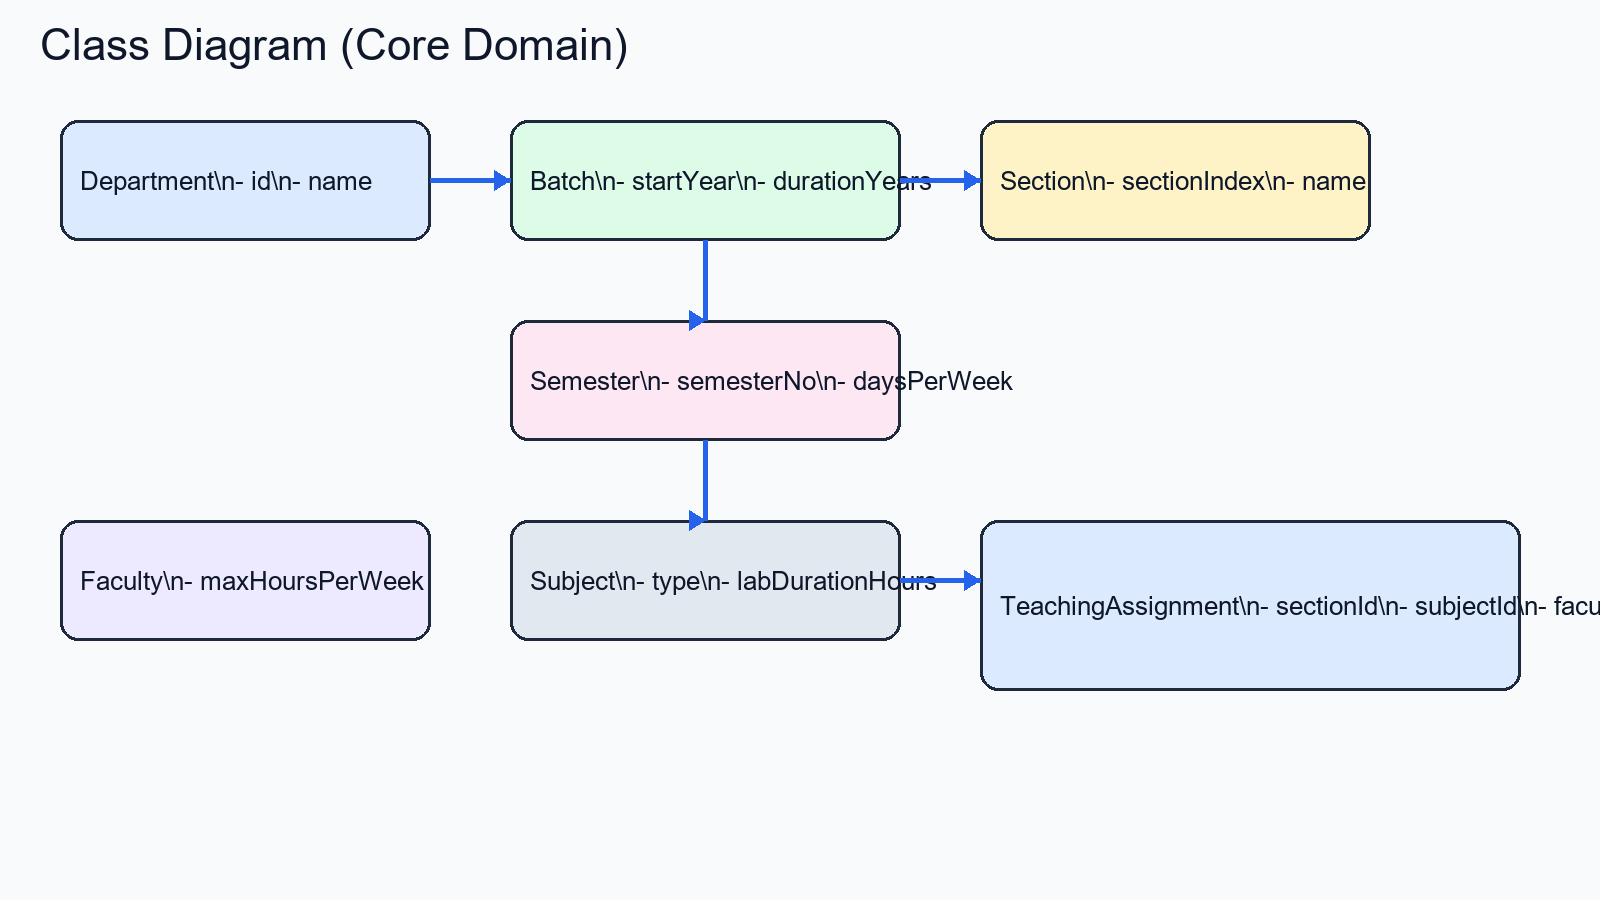 Class Diagram (Core Domain)
Department\n- id\n- name
Batch\n- startYear\n- durationYears
Section\n- sectionIndex\n- name
Semester\n- semesterNo\n- daysPerWeek
Faculty\n- maxHoursPerWeek
Subject\n- type\n- labDurationHours
TeachingAssignment\n- sectionId\n- subjectId\n- facu